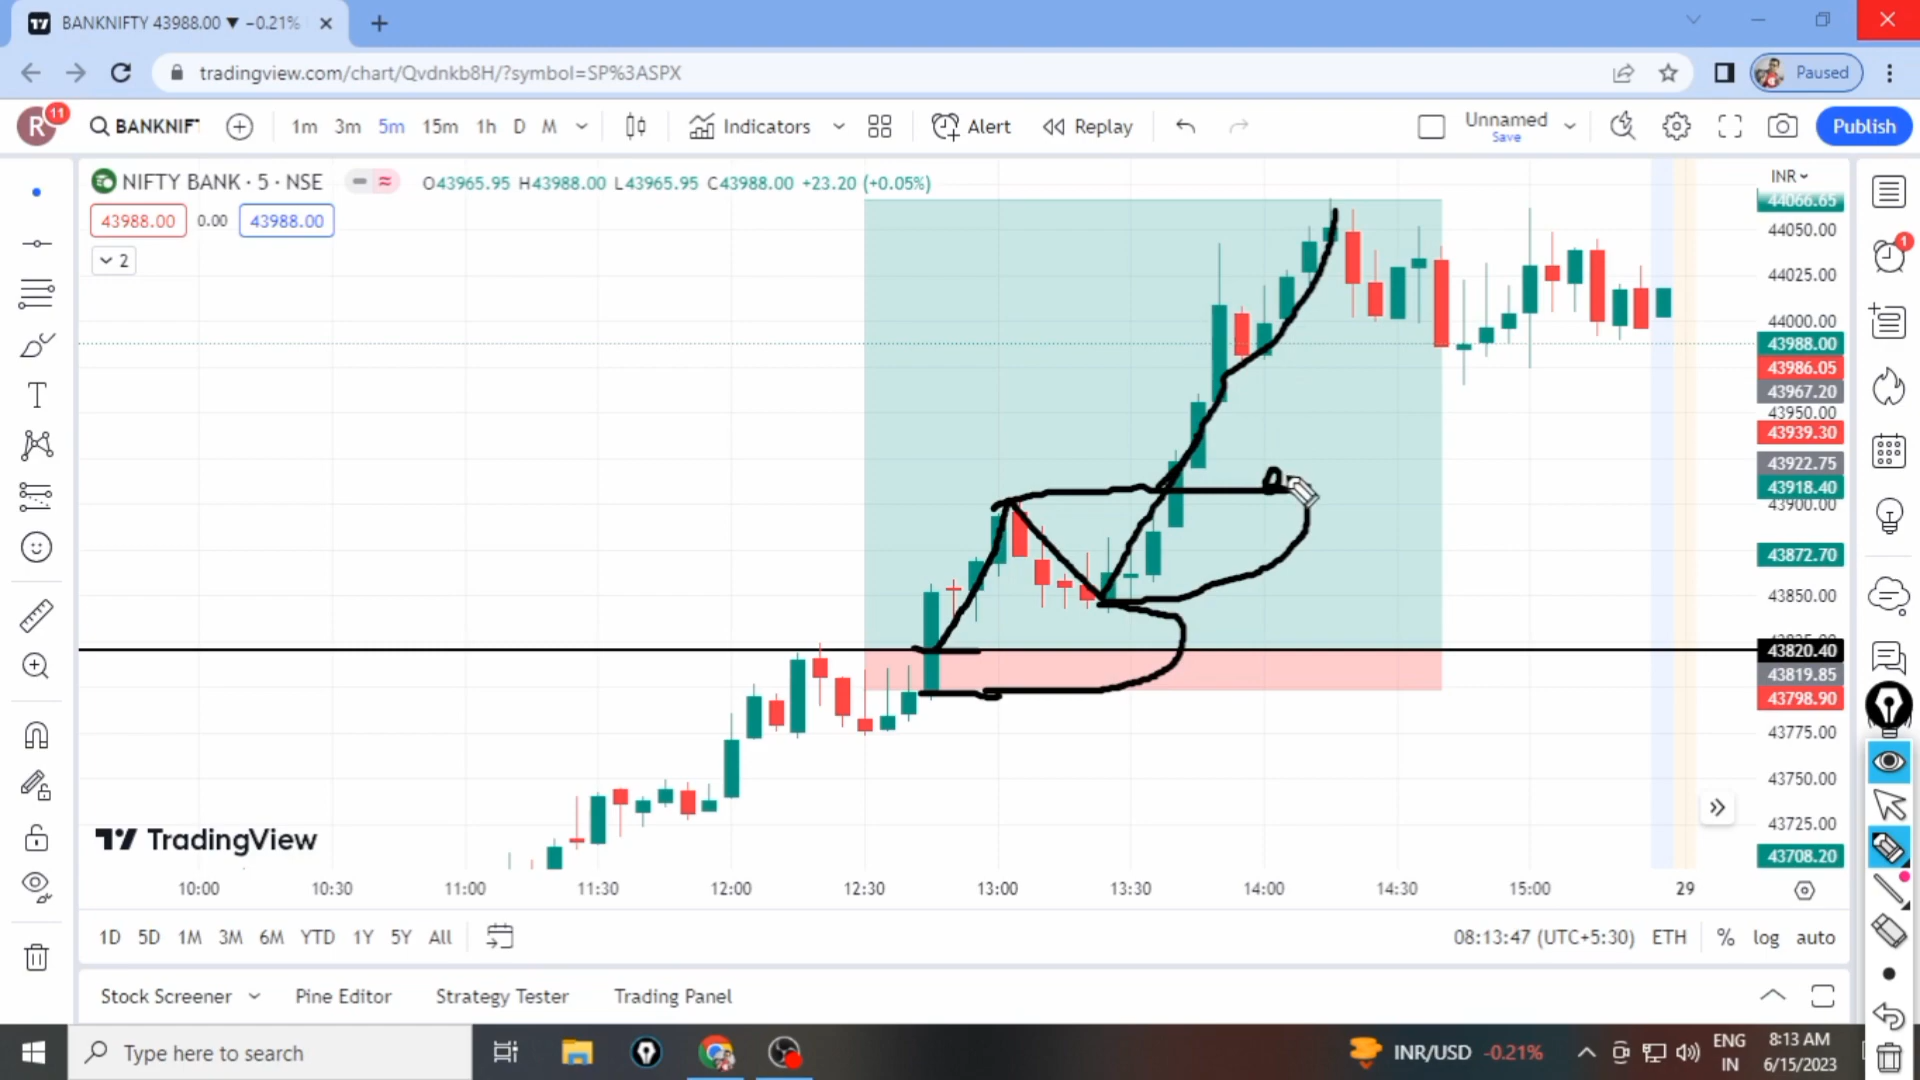 BANKNIFTY 43988.00 ▼ −0.21%
tradingview.com/chart/Qvdnkb8H/?symbol=SP%3ASPX
Paused
R 11
BANKNIF
1m 3m 5m 15m 1h D M
Indicators
Alert
Replay
Unnamed
Save
Publish
NIFTY BANK · 5 · NSE
O43965.95 H43988.00 L43965.95 C43988.00 +23.20 (+0.05%)
43988.00 0.00 43988.00
2
INR
44066.65
44050.00
44025.00
44000.00
43988.00
43986.05
43967.20
43950.00
43939.30
43922.75
43918.40
43900.00
43872.70
43850.00
43820.40
43819.85
43798.90
43775.00
43750.00
43725.00
43708.20
1
TradingView
10:00 10:30 11:00 11:30 12:00 12:30 13:00 13:30 14:00 14:30 15:00 29
1D 5D 1M 3M 6M YTD 1Y 5Y All
08:13:47 (UTC+5:30) ETH % log auto
Stock Screener Pine Editor Strategy Tester Trading Panel
Type here to search
INR/USD -0.21%
ENG
IN
8:13 AM
6/15/2023